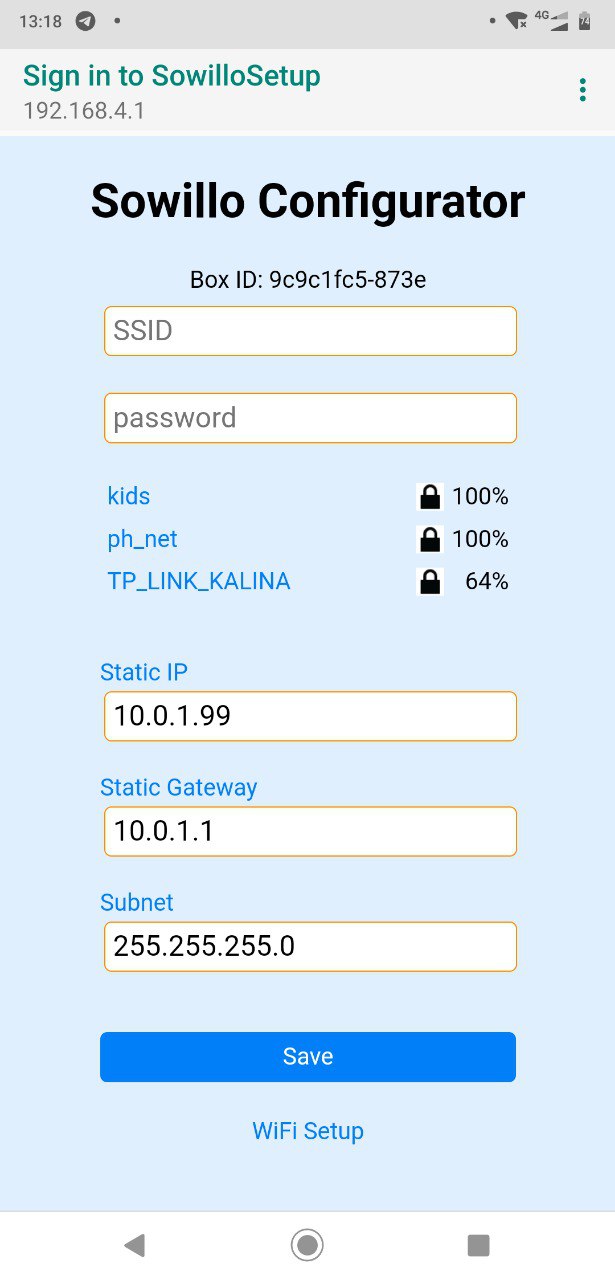 13:18 4G 74
Sign in to SowilloSetup
192.168.4.1
Sowillo Configurator
Box ID: 9c9c1fc5-873e
SSID
password
kids 100%
ph_net 100%
TP_LINK_KALINA 64%
Static IP
10.0.1.99
Static Gateway
10.0.1.1
Subnet
255.255.255.0
Save
WiFi Setup